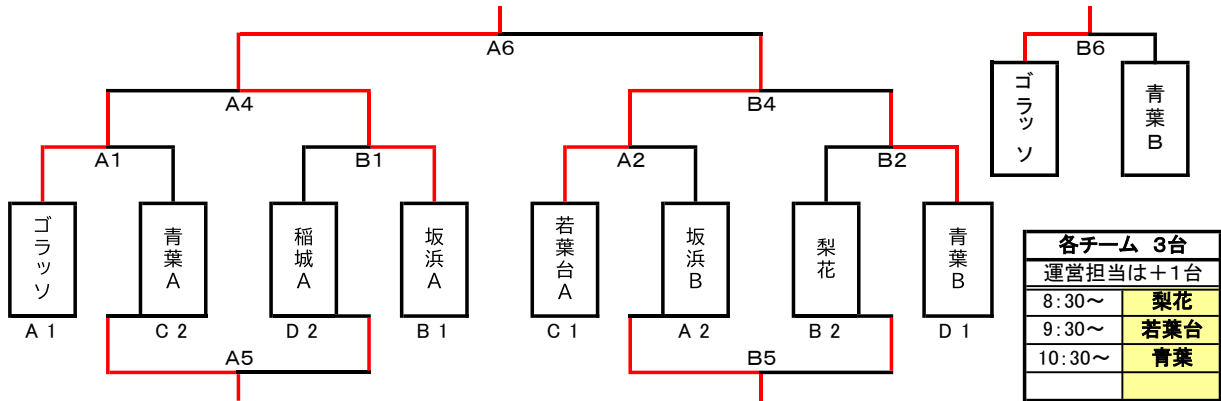 A6
B6
ゴラッソ
青葉B
A4
B4
A1
B1
A2
B2
ゴラッソ
青葉A
稲城A
坂浜A
若葉台A
坂浜B
梨花
青葉B
A 1
C 2
D 2
B 1
C 1
A 2
B 2
D 1
A5
B5
各チーム 3台
運営担当は＋1台
8:30～ 梨花
9:30～ 若葉台
10:30～ 青葉